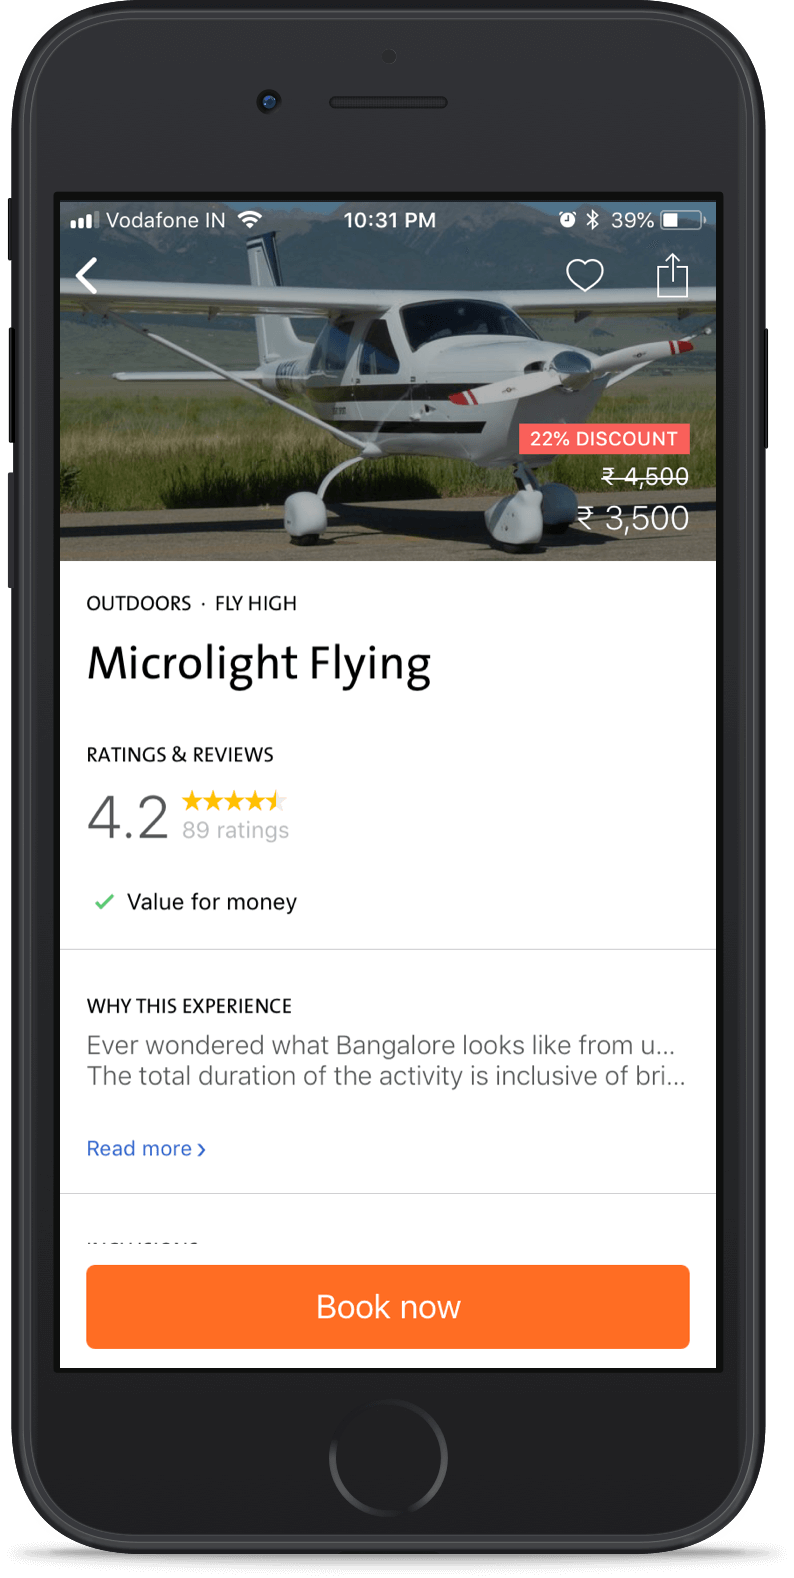 Vodafone IN 10:31 PM 39%
22% DISCOUNT
₹ 4,500
₹ 3,500
OUTDOORS · FLY HIGH
Microlight Flying
RATINGS & REVIEWS
4.2
89 ratings
Value for money
WHY THIS EXPERIENCE
Ever wondered what Bangalore looks like from u...
The total duration of the activity is inclusive of bri...
Read more ›
Book now